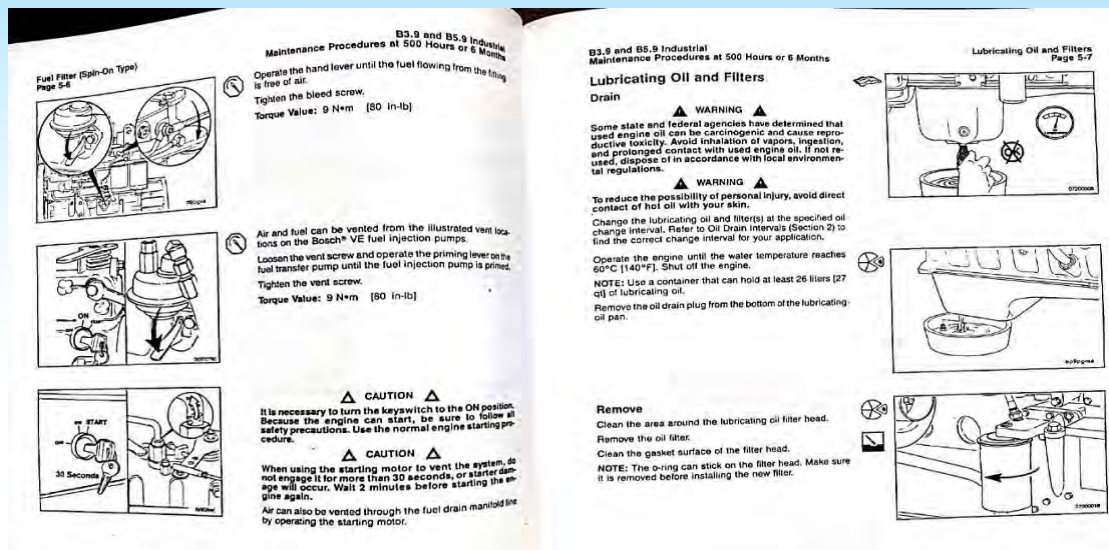 Fuel Filter (Spin-On Type)
Page 5-6
B3.9 and B5.9 Industrial
Maintenance Procedures at 500 Hours or 6 Months
Operate the hand lever until the fuel flowing from the fitting
is free of air.
Tighten the bleed screw.
Torque Value: 9 N•m [80 in-lb]
Air and fuel can be vented from the illustrated vent loca-
tions on the Bosch® VE fuel injection pumps.
Loosen the vent screw and operate the priming lever on the
fuel transfer pump until the fuel injection pump is primed.
Tighten the vent screw.
Torque Value: 9 N•m [80 in-lb]
ON
START
30 Seconds
CAUTION
It is necessary to turn the keyswitch to the ON position.
Because the engine can start, be sure to follow all
safety precautions. Use the normal engine starting pro-
cedure.
CAUTION
When using the starting motor to vent the system, do
not engage it for more than 30 seconds, or starter dam-
age will occur. Wait 2 minutes before starting the en-
gine again.
Air can also be vented through the fuel drain manifold line
by operating the starting motor.
B3.9 and B5.9 Industrial
Maintenance Procedures at 500 Hours or 6 Months
Lubricating Oil and Filters
Page 5-7
Lubricating Oil and Filters
Drain
WARNING
Some state and federal agencies have determined that
used engine oil can be carcinogenic and cause repro-
ductive toxicity. Avoid inhalation of vapors, ingestion,
and prolonged contact with used engine oil. If not re-
used, dispose of in accordance with local environmen-
tal regulations.
WARNING
To reduce the possibility of personal injury, avoid direct
contact of hot oil with your skin.
Change the lubricating oil and filter(s) at the specified oil
change interval. Refer to Oil Drain Intervals (Section 2) to
find the correct change interval for your application.
Operate the engine until the water temperature reaches
60°C [140°F]. Shut off the engine.
NOTE: Use a container that can hold at least 26 liters [27
qt] of lubricating oil.
Remove the oil drain plug from the bottom of the lubricating
oil pan.
Remove
Clean the area around the lubricating oil filter head.
Remove the oil filter.
Clean the gasket surface of the filter head.
NOTE: The o-ring can stick on the filter head. Make sure
it is removed before installing the new filter.